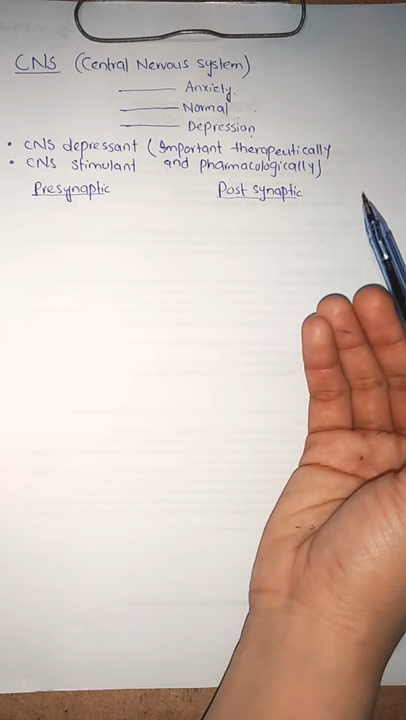 CNS (Central Nervous system)
Anxiety.
Normal
Depression
• CNS depressant (Important therapeutically
• CNS stimulant and pharmacologically)
Presynaptic Post synaptic